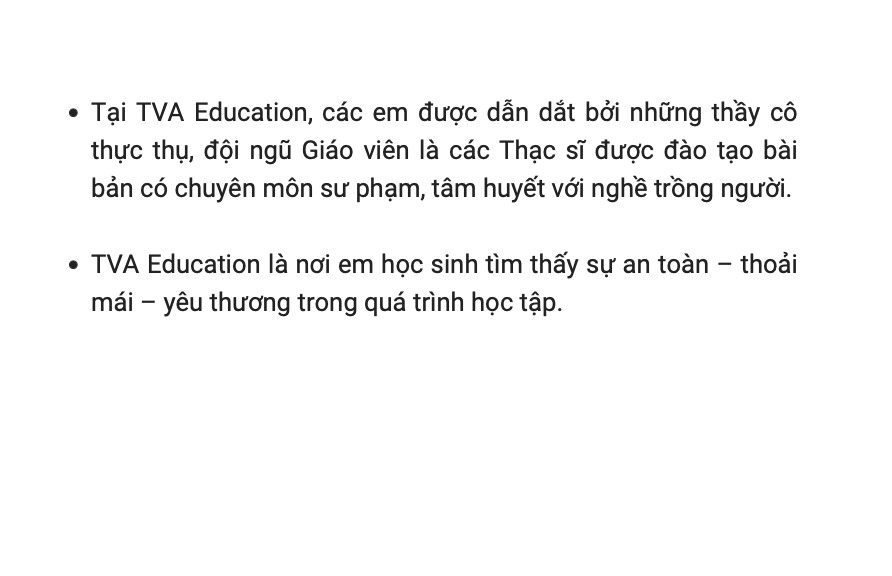 • Tại TVA Education, các em được dẫn dắt bởi những thầy cô
thực thụ, đội ngũ Giáo viên là các Thạc sĩ được đào tạo bài
bản có chuyên môn sư phạm, tâm huyết với nghề trồng người.
• TVA Education là nơi em học sinh tìm thấy sự an toàn – thoải
mái – yêu thương trong quá trình học tập.